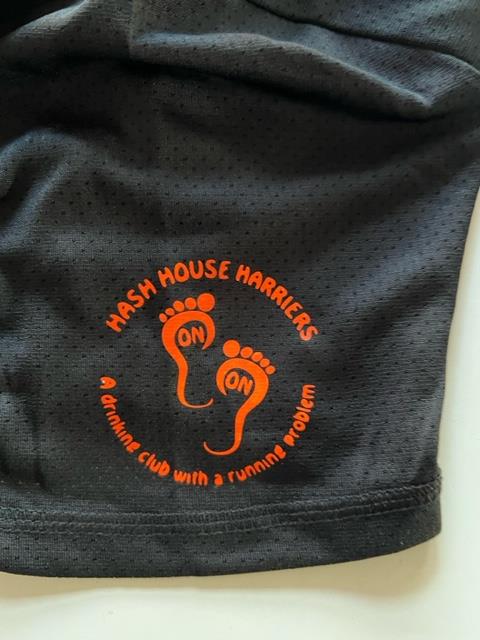 HASH HOUSE HARRIERS
ON
ON
A drinking club with a running problem